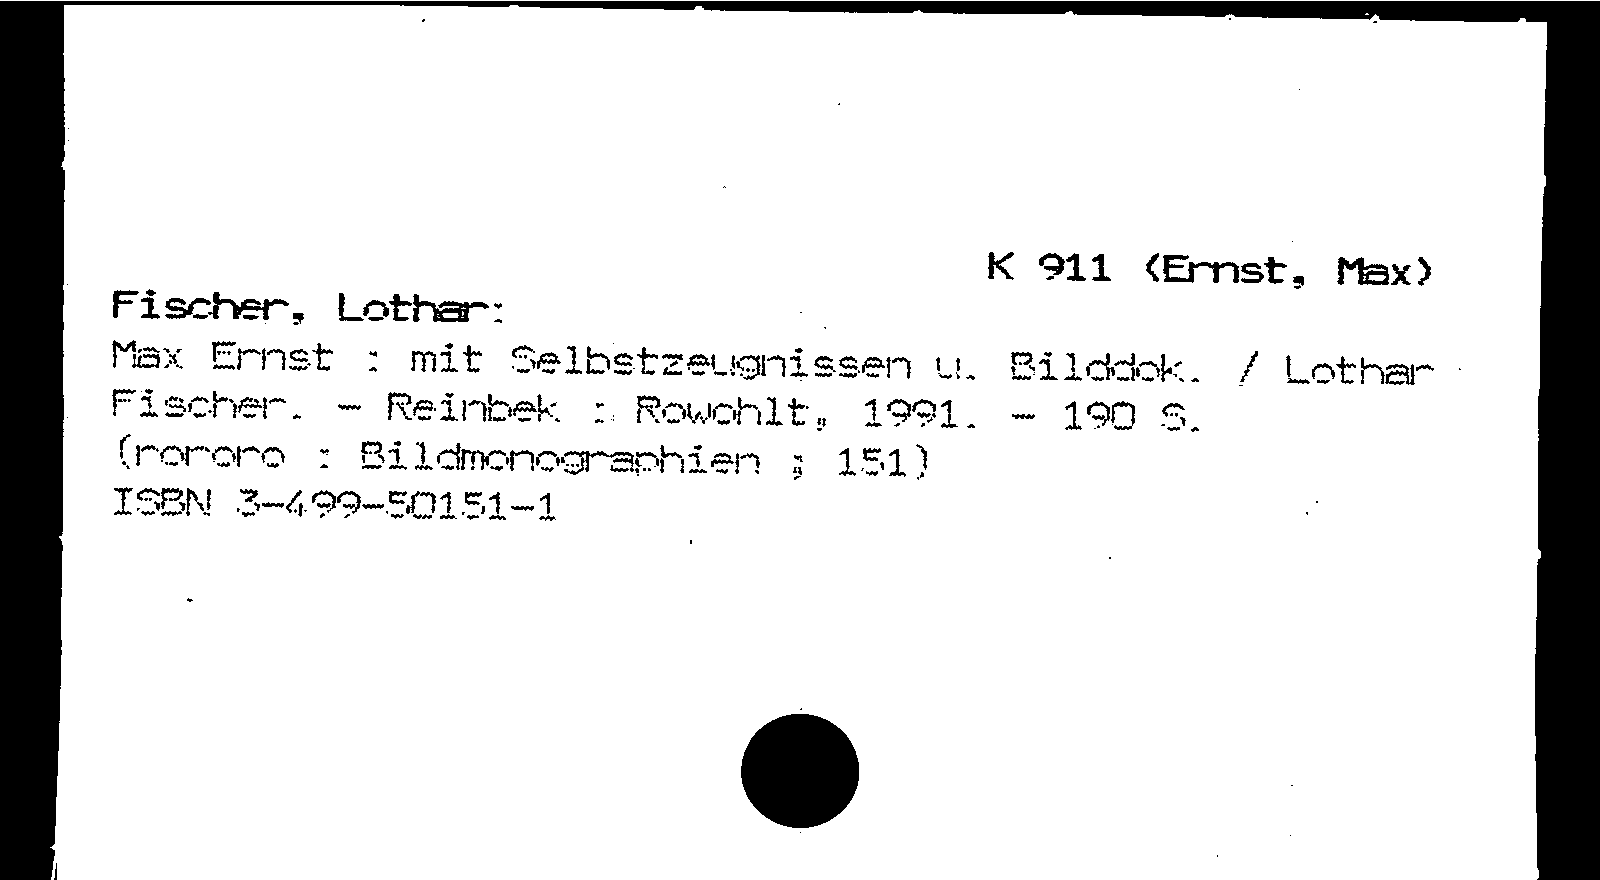 K 911 (Ernst, Max)
Fischer, Lothar:
Max Ernst : mit Selbstzeugnissen u. Bilddok. / Lothar
Fischer. - Reinbek : Rowohlt, 1991. - 190 S.
(rororo : Bildmonographien ; 151)
ISBN 3-499-50151-1